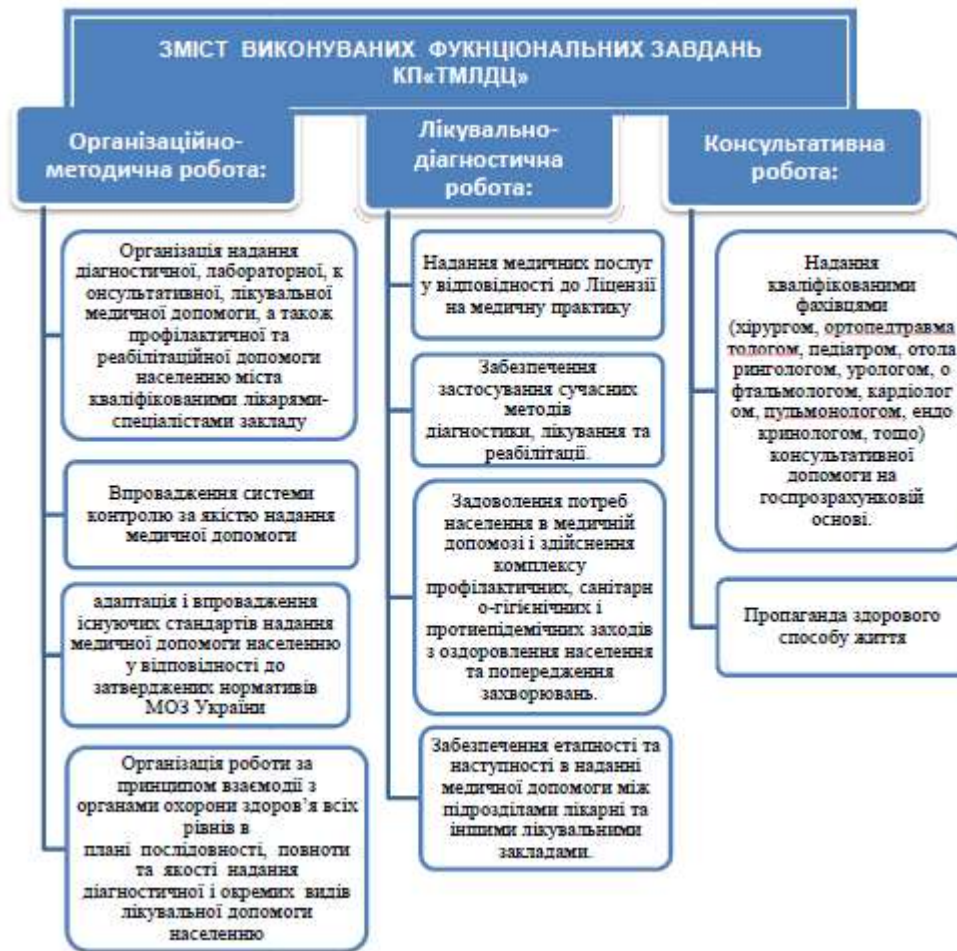 ЗМІСТ ВИКОНУВАНИХ ФУКНЦІОНАЛЬНИХ ЗАВДАНЬ
КП«ТМЛДЦ»
Організаційно-
методична робота:
Організація надання
діагностичної, лабораторної, к
онсультативної, лікувальної
медичної допомоги, а також
профілактичної та
реабілітаційної допомоги
населенню міста
кваліфікованими лікарями-
спеціалістами закладу
Впровадження системи
контролю за якістю надання
медичної допомоги
адаптація і впровадження
існуючих стандартів надання
медичної допомоги населенню
у відповідності до
затверджених нормативів
МОЗ України
Організація роботи за
принципом взаємодії з
органами охорони здоров’я всіх
рівнів в
плані послідовності, повноти
та якості надання
діагностичної і окремих видів
лікувальної допомоги
населенню
Лікувально-
діагностична
робота:
Надання медичних послуг
у відповідності до Ліцензії
на медичну практику
Забезпечення
застосування сучасних
методів
діагностики, лікування та
реабілітації.
Задоволення потреб
населення в медичній
допомозі і здійснення
комплексу
профілактичних, санітарн
о-гігієнічних і
протиепідемічних заходів
з оздоровлення населення
та попередження
захворювань.
Забезпечення етапності та
наступності в наданні
медичної допомоги між
підрозділами лікарні та
іншими лікувальними
закладами.
Консультативна
робота:
Надання
кваліфікованими
фахівцями
(хірургом, ортопедтравма
тологом, педіатром, отола
рингологом, урологом, о
фтальмологом, кардіолог
ом, пульмонологом, ендо
кринологом, тощо)
консультативної
допомоги на
госпрозрахунковій
основі.
Пропаганда здорового
способу життя